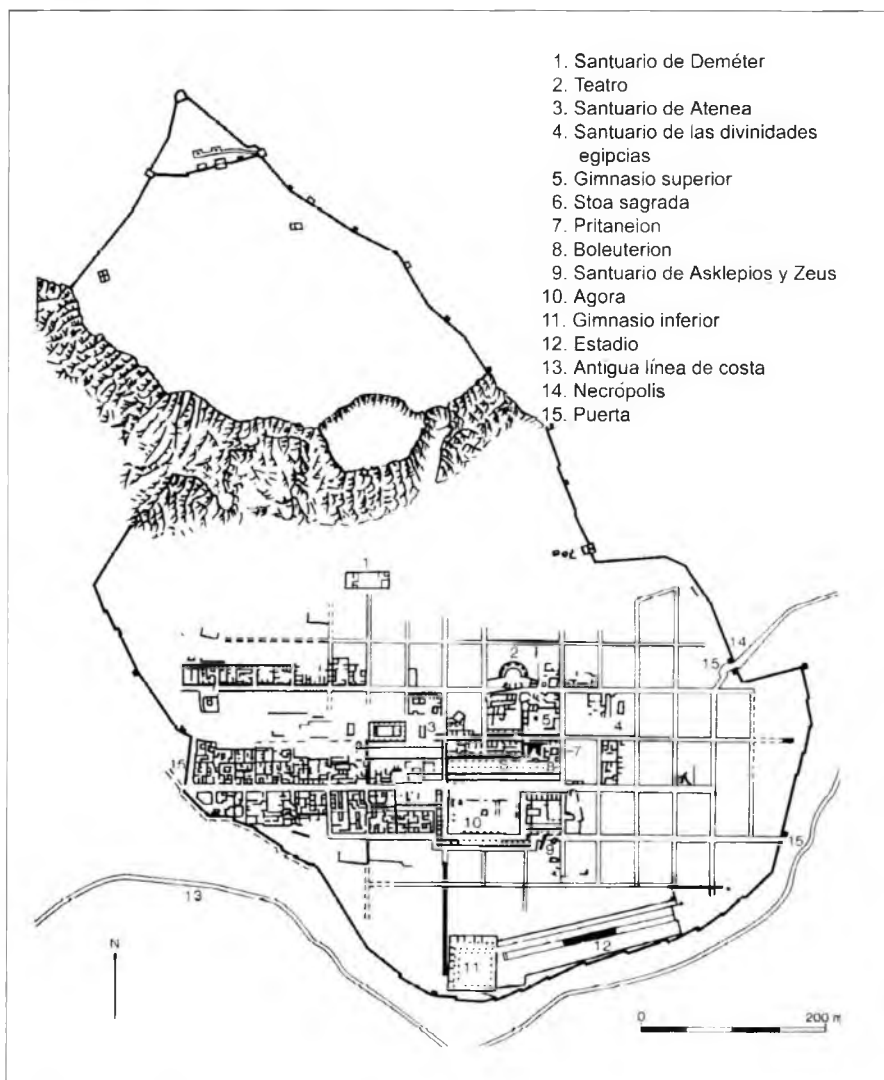 1. Santuario de Deméter
2. Teatro
3. Santuario de Atenea
4. Santuario de las divinidades
egipcias
5. Gimnasio superior
6. Stoa sagrada
7. Pritaneion
8. Boleuterion
9. Santuario de Asklepios y Zeus
10. Agora
11. Gimnasio inferior
12. Estadio
13. Antigua línea de costa
14. Necrópolis
15. Puerta
1
2
14
15
3
5
4
7
15
8
10
9
15
13
12
11
N
0
200 m